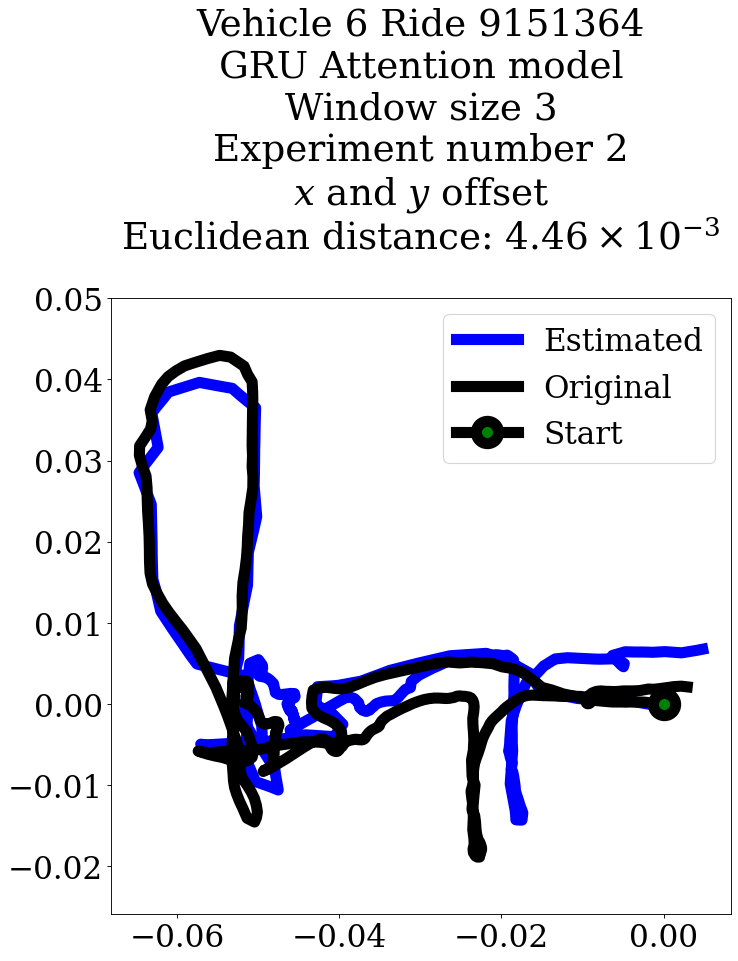 Vehicle 6 Ride 9151364
GRU Attention model
Window size 3
Experiment number 2
x and y offset
Euclidean distance: 4.46 × 10⁻³
0.05
0.04
0.03
0.02
0.01
0.00
−0.01
−0.02
Estimated
Original
Start
−0.06
−0.04
−0.02
0.00